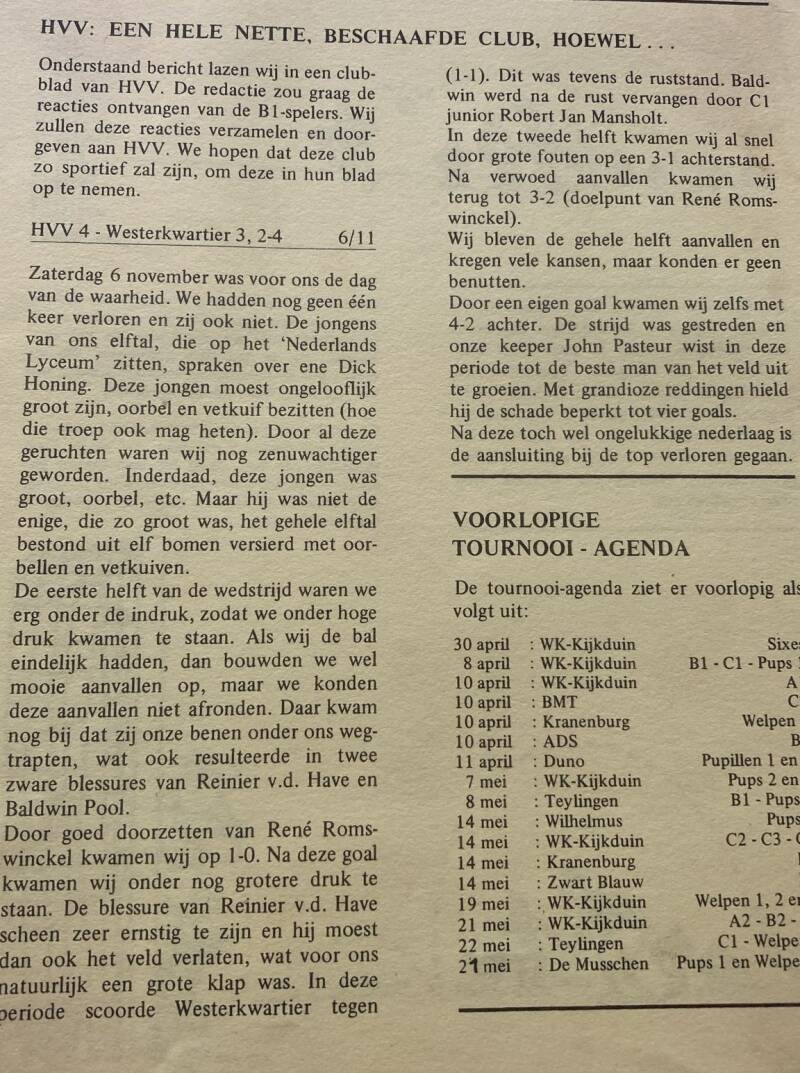 HVV: EEN HELE NETTE, BESCHAAFDE CLUB, HOEWEL...
Onderstaand bericht lazen wij in een club-
blad van HVV. De redactie zou graag de
reacties ontvangen van de B1-spelers. Wij
zullen deze reacties verzamelen en door-
geven aan HVV. We hopen dat deze club
zo sportief zal zijn, om deze in hun blad
op te nemen.
HVV 4 - Westerkwartier 3, 2-4 6/11
Zaterdag 6 november was voor ons de dag
van de waarheid. We hadden nog geen één
keer verloren en zij ook niet. De jongens
van ons elftal, die op het ‘Nederlands
Lyceum’ zitten, spraken over ene Dick
Honing. Deze jongen moest ongelooflijk
groot zijn, oorbel en vetkuif bezitten (hoe
die troep ook mag heten). Door al deze
geruchten waren wij nog zenuwachtiger
geworden. Inderdaad, deze jongen was
groot, oorbel, etc. Maar hij was niet de
enige, die zo groot was, het gehele elftal
bestond uit elf bomen versierd met oor-
bellen en vetkuiven.
De eerste helft van de wedstrijd waren we
erg onder de indruk, zodat we onder hoge
druk kwamen te staan. Als wij de bal
eindelijk hadden, dan bouwden we wel
mooie aanvallen op, maar we konden
deze aanvallen niet afronden. Daar kwam
nog bij dat zij onze benen onder ons weg-
trapten, wat ook resulteerde in twee
zware blessures van Reinier v.d. Have en
Baldwin Pool.
Door goed doorzetten van René Roms-
winckel kwamen wij op 1-0. Na deze goal
kwamen wij onder nog grotere druk te
staan. De blessure van Reinier v.d. Have
scheen zeer ernstig te zijn en hij moest
dan ook het veld verlaten, wat voor ons
natuurlijk een grote klap was. In deze
periode scoorde Westerkwartier tegen
(1-1). Dit was tevens de ruststand. Bald-
win werd na de rust vervangen door C1
junior Robert Jan Mansholt.
In deze tweede helft kwamen wij al snel
door grote fouten op een 3-1 achterstand.
Na verwoed aanvallen kwamen wij
terug tot 3-2 (doelpunt van René Roms-
winckel).
Wij bleven de gehele helft aanvallen en
kregen vele kansen, maar konden er geen
benutten.
Door een eigen goal kwamen wij zelfs met
4-2 achter. De strijd was gestreden en
onze keeper John Pasteur wist in deze
periode tot de beste man van het veld uit
te groeien. Met grandioze reddingen hield
hij de schade beperkt tot vier goals.
Na deze toch wel ongelukkige nederlaag is
de aansluiting bij de top verloren gegaan.
VOORLOPIGE
TOURNOOI - AGENDA
De tournooi-agenda ziet er voorlopig als
volgt uit:
30 april : WK-Kijkduin Sixes
8 april : WK-Kijkduin B1 - C1 - Pups
10 april : WK-Kijkduin A
10 april : BMT C
10 april : Kranenburg Welpen
10 april : ADS B
11 april : Duno Pupillen 1 en
7 mei : WK-Kijkduin Pups 2 en
8 mei : Teylingen B1 - Pups
14 mei : Wilhelmus Pups
14 mei : WK-Kijkduin C2 - C3 -
14 mei : Kranenburg
14 mei : Zwart Blauw
19 mei : WK-Kijkduin Welpen 1, 2 en
21 mei : WK-Kijkduin A2 - B2 -
22 mei : Teylingen C1 - Welpe
21 mei : De Musschen Pups 1 en Welpe